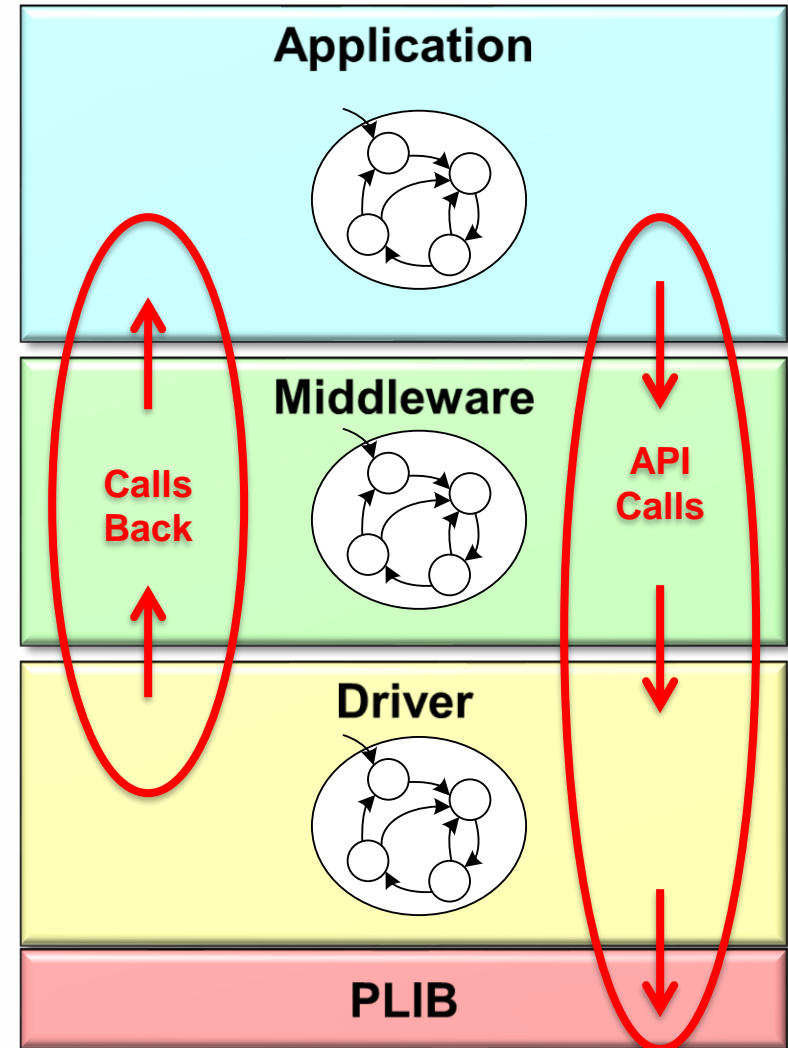 Application
Middleware
Calls
Back
API
Calls
Driver
PLIB